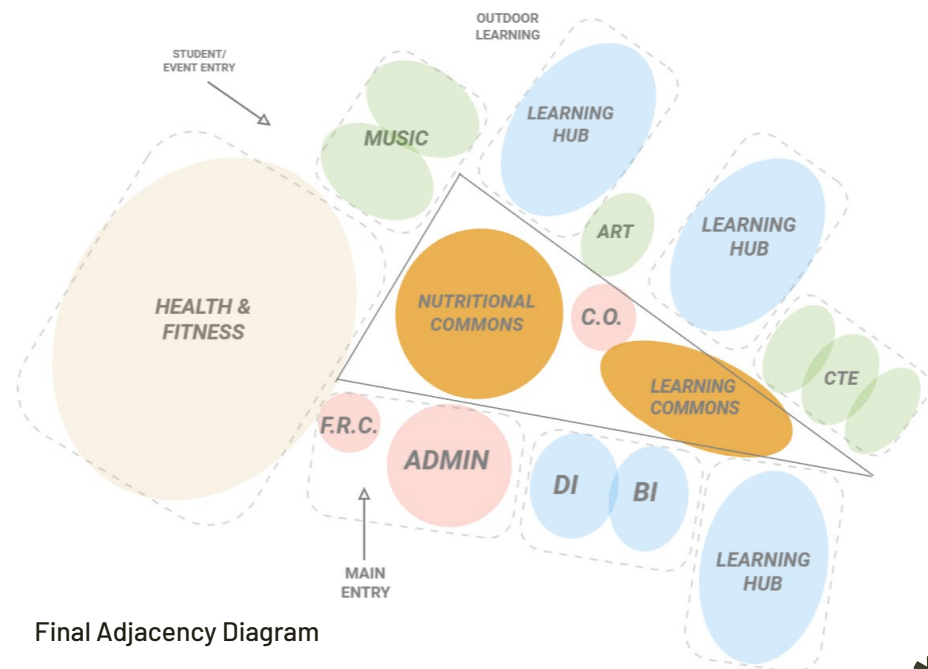 OUTDOOR
LEARNING
STUDENT/
EVENT ENTRY
MUSIC
LEARNING
HUB
ART
LEARNING
HUB
HEALTH &
FITNESS
NUTRITIONAL
COMMONS
C.O.
LEARNING
COMMONS
CTE
F.R.C.
ADMIN
DI
BI
LEARNING
HUB
MAIN
ENTRY
Final Adjacency Diagram